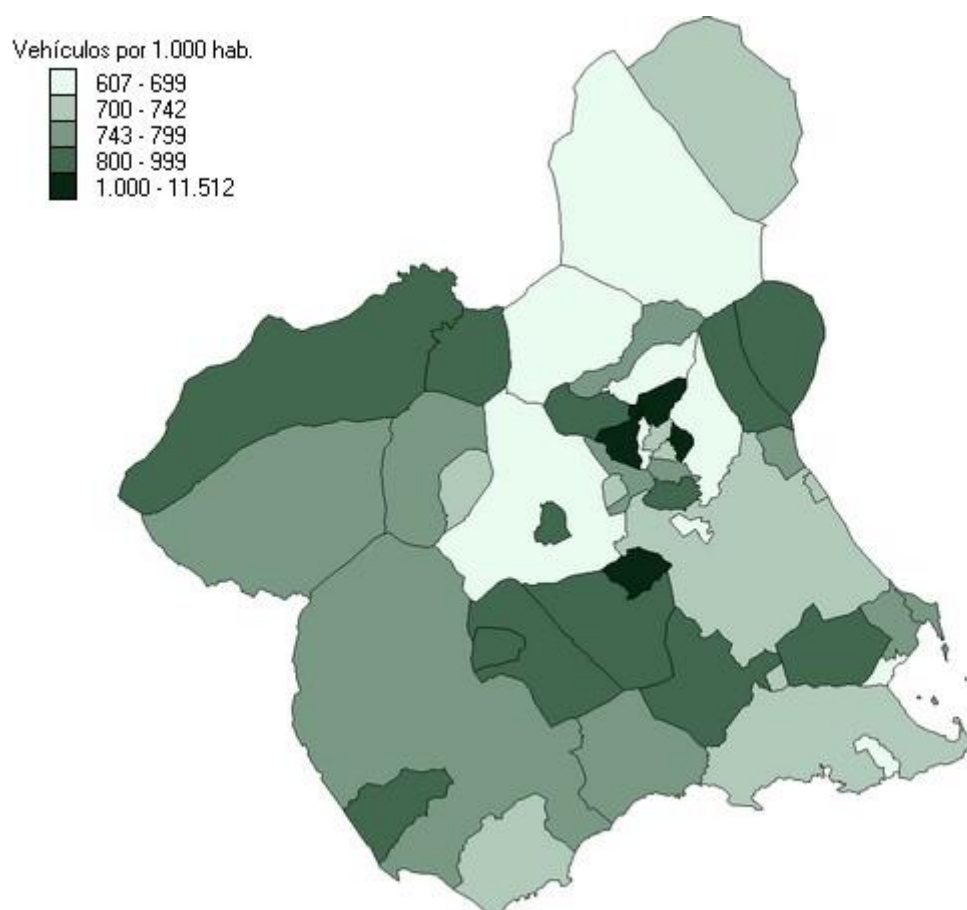 Vehículos por 1.000 hab.
607 - 699
700 - 742
743 - 799
800 - 999
1.000 - 11.512